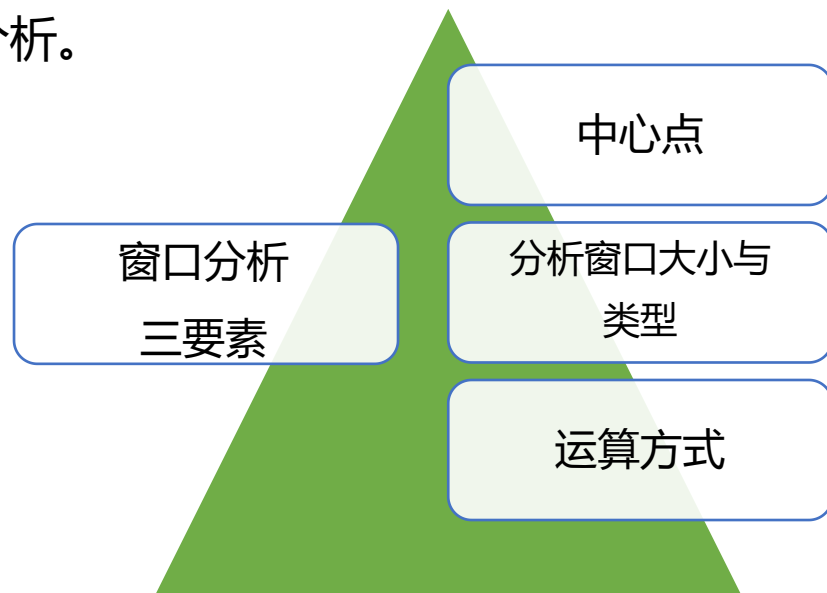 析。
中心点
窗口分析
三要素
分析窗口大小与
类型
运算方式